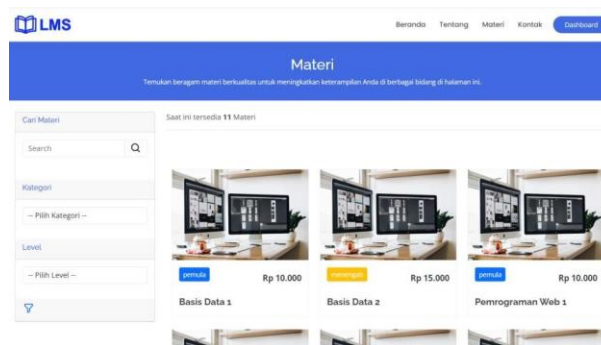 LMS
Beranda Tentang Materi Kontak Dashboard
Materi
Temukan beragam materi berkualitas untuk meningkatkan keterampilan Anda di berbagai bidang di halaman ini.
Cari Materi
Search
Kategori
-- Pilih Kategori --
Level
-- Pilih Level --
Saat ini tersedia 11 Materi
pemula Rp 10.000
Basis Data 1
menengah Rp 15.000
Basis Data 2
pemula Rp 10.000
Pemrograman Web 1